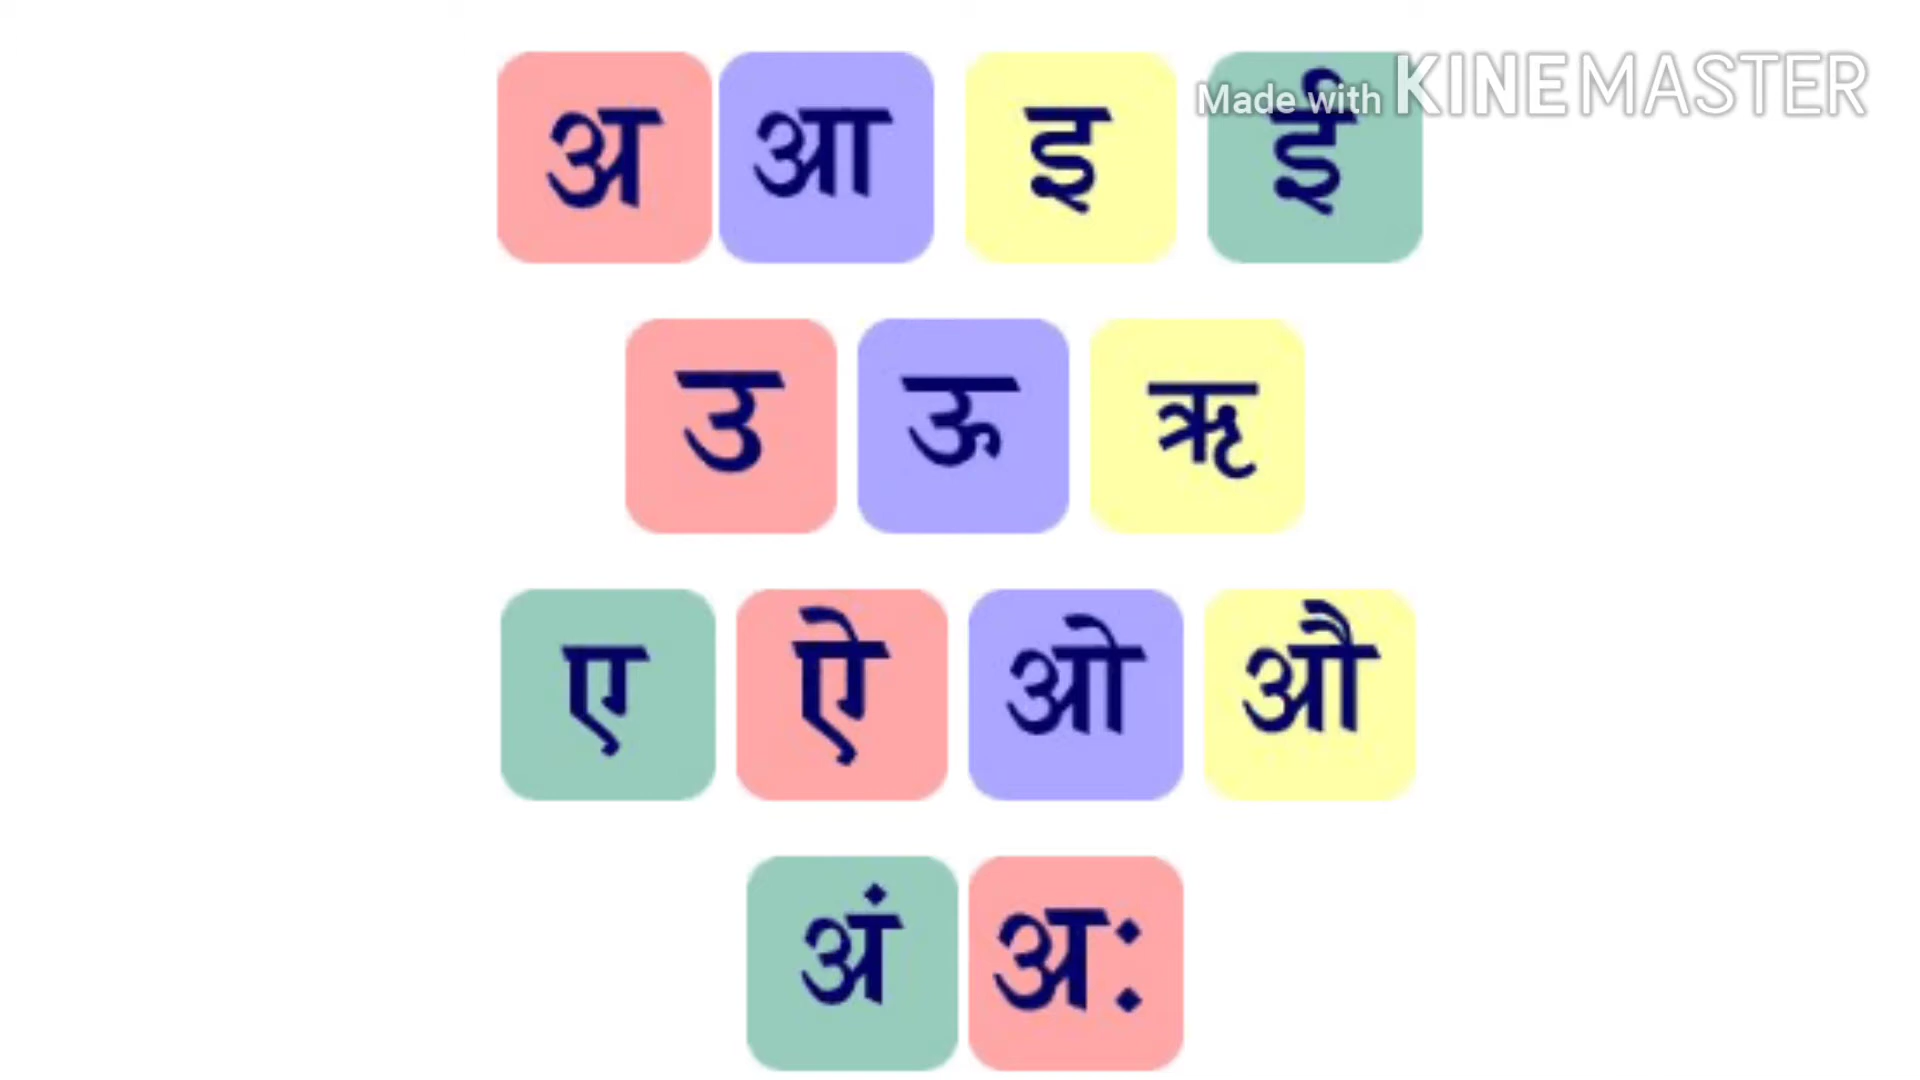 अ आ इ ई
Made with KINEMASTER
उ ऊ ऋ
ए ऐ ओ औ
अं अः